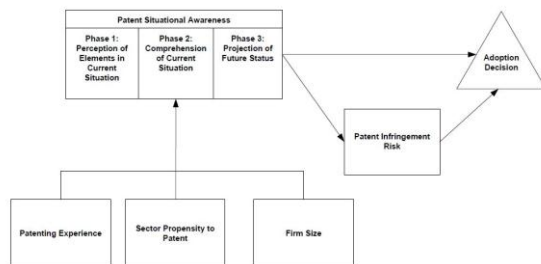 Patent Situational Awareness
Phase 1:
Perception of
Elements in
Current
Situation
Phase 2:
Comprehension
of Current
Situation
Phase 3:
Projection of
Future Status
Adoption
Decision
Patent Infringement
Risk
Patenting Experience
Sector Propensity to
Patent
Firm Size